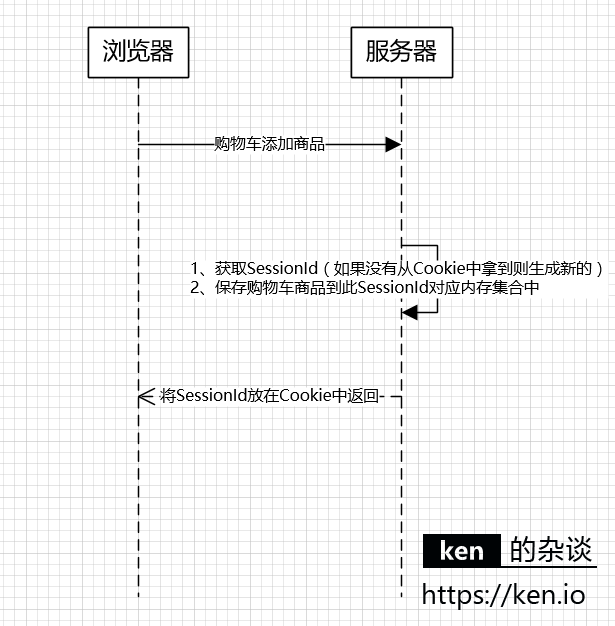 浏览器
服务器
购物车添加商品
1、获取SessionId（如果没有从Cookie中拿到则生成新的）
2、保存购物车商品到此SessionId对应内存集合中
将SessionId放在Cookie中返回
ken 的杂谈
https://ken.io